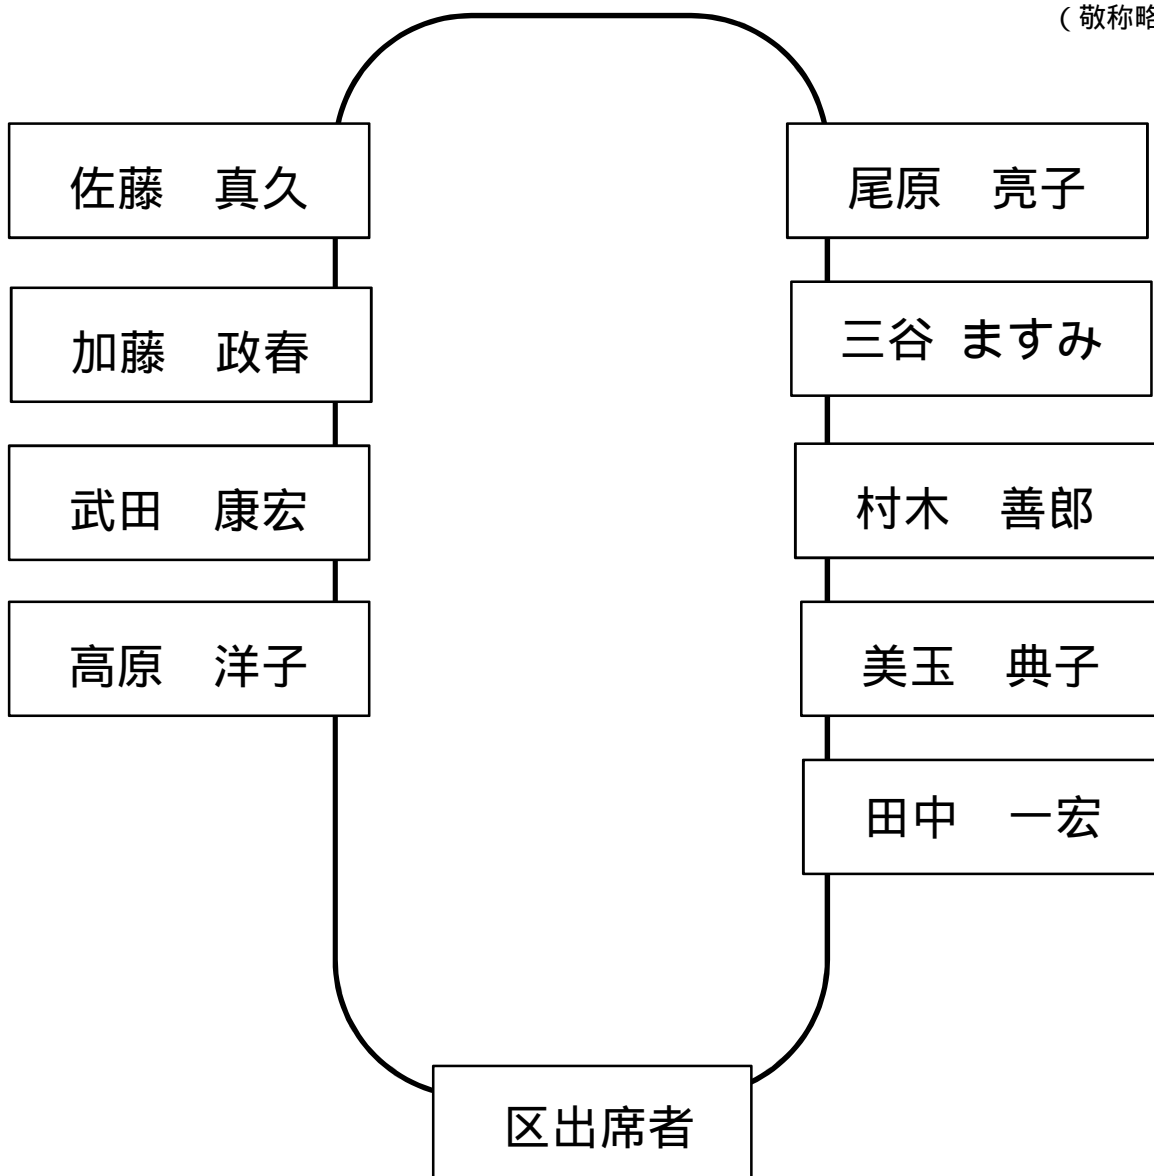 （敬称略
佐藤　真久
尾原　亮子
加藤　政春
三谷 ますみ
武田　康宏
村木　善郎
高原　洋子
美玉　典子
田中　一宏
区出席者